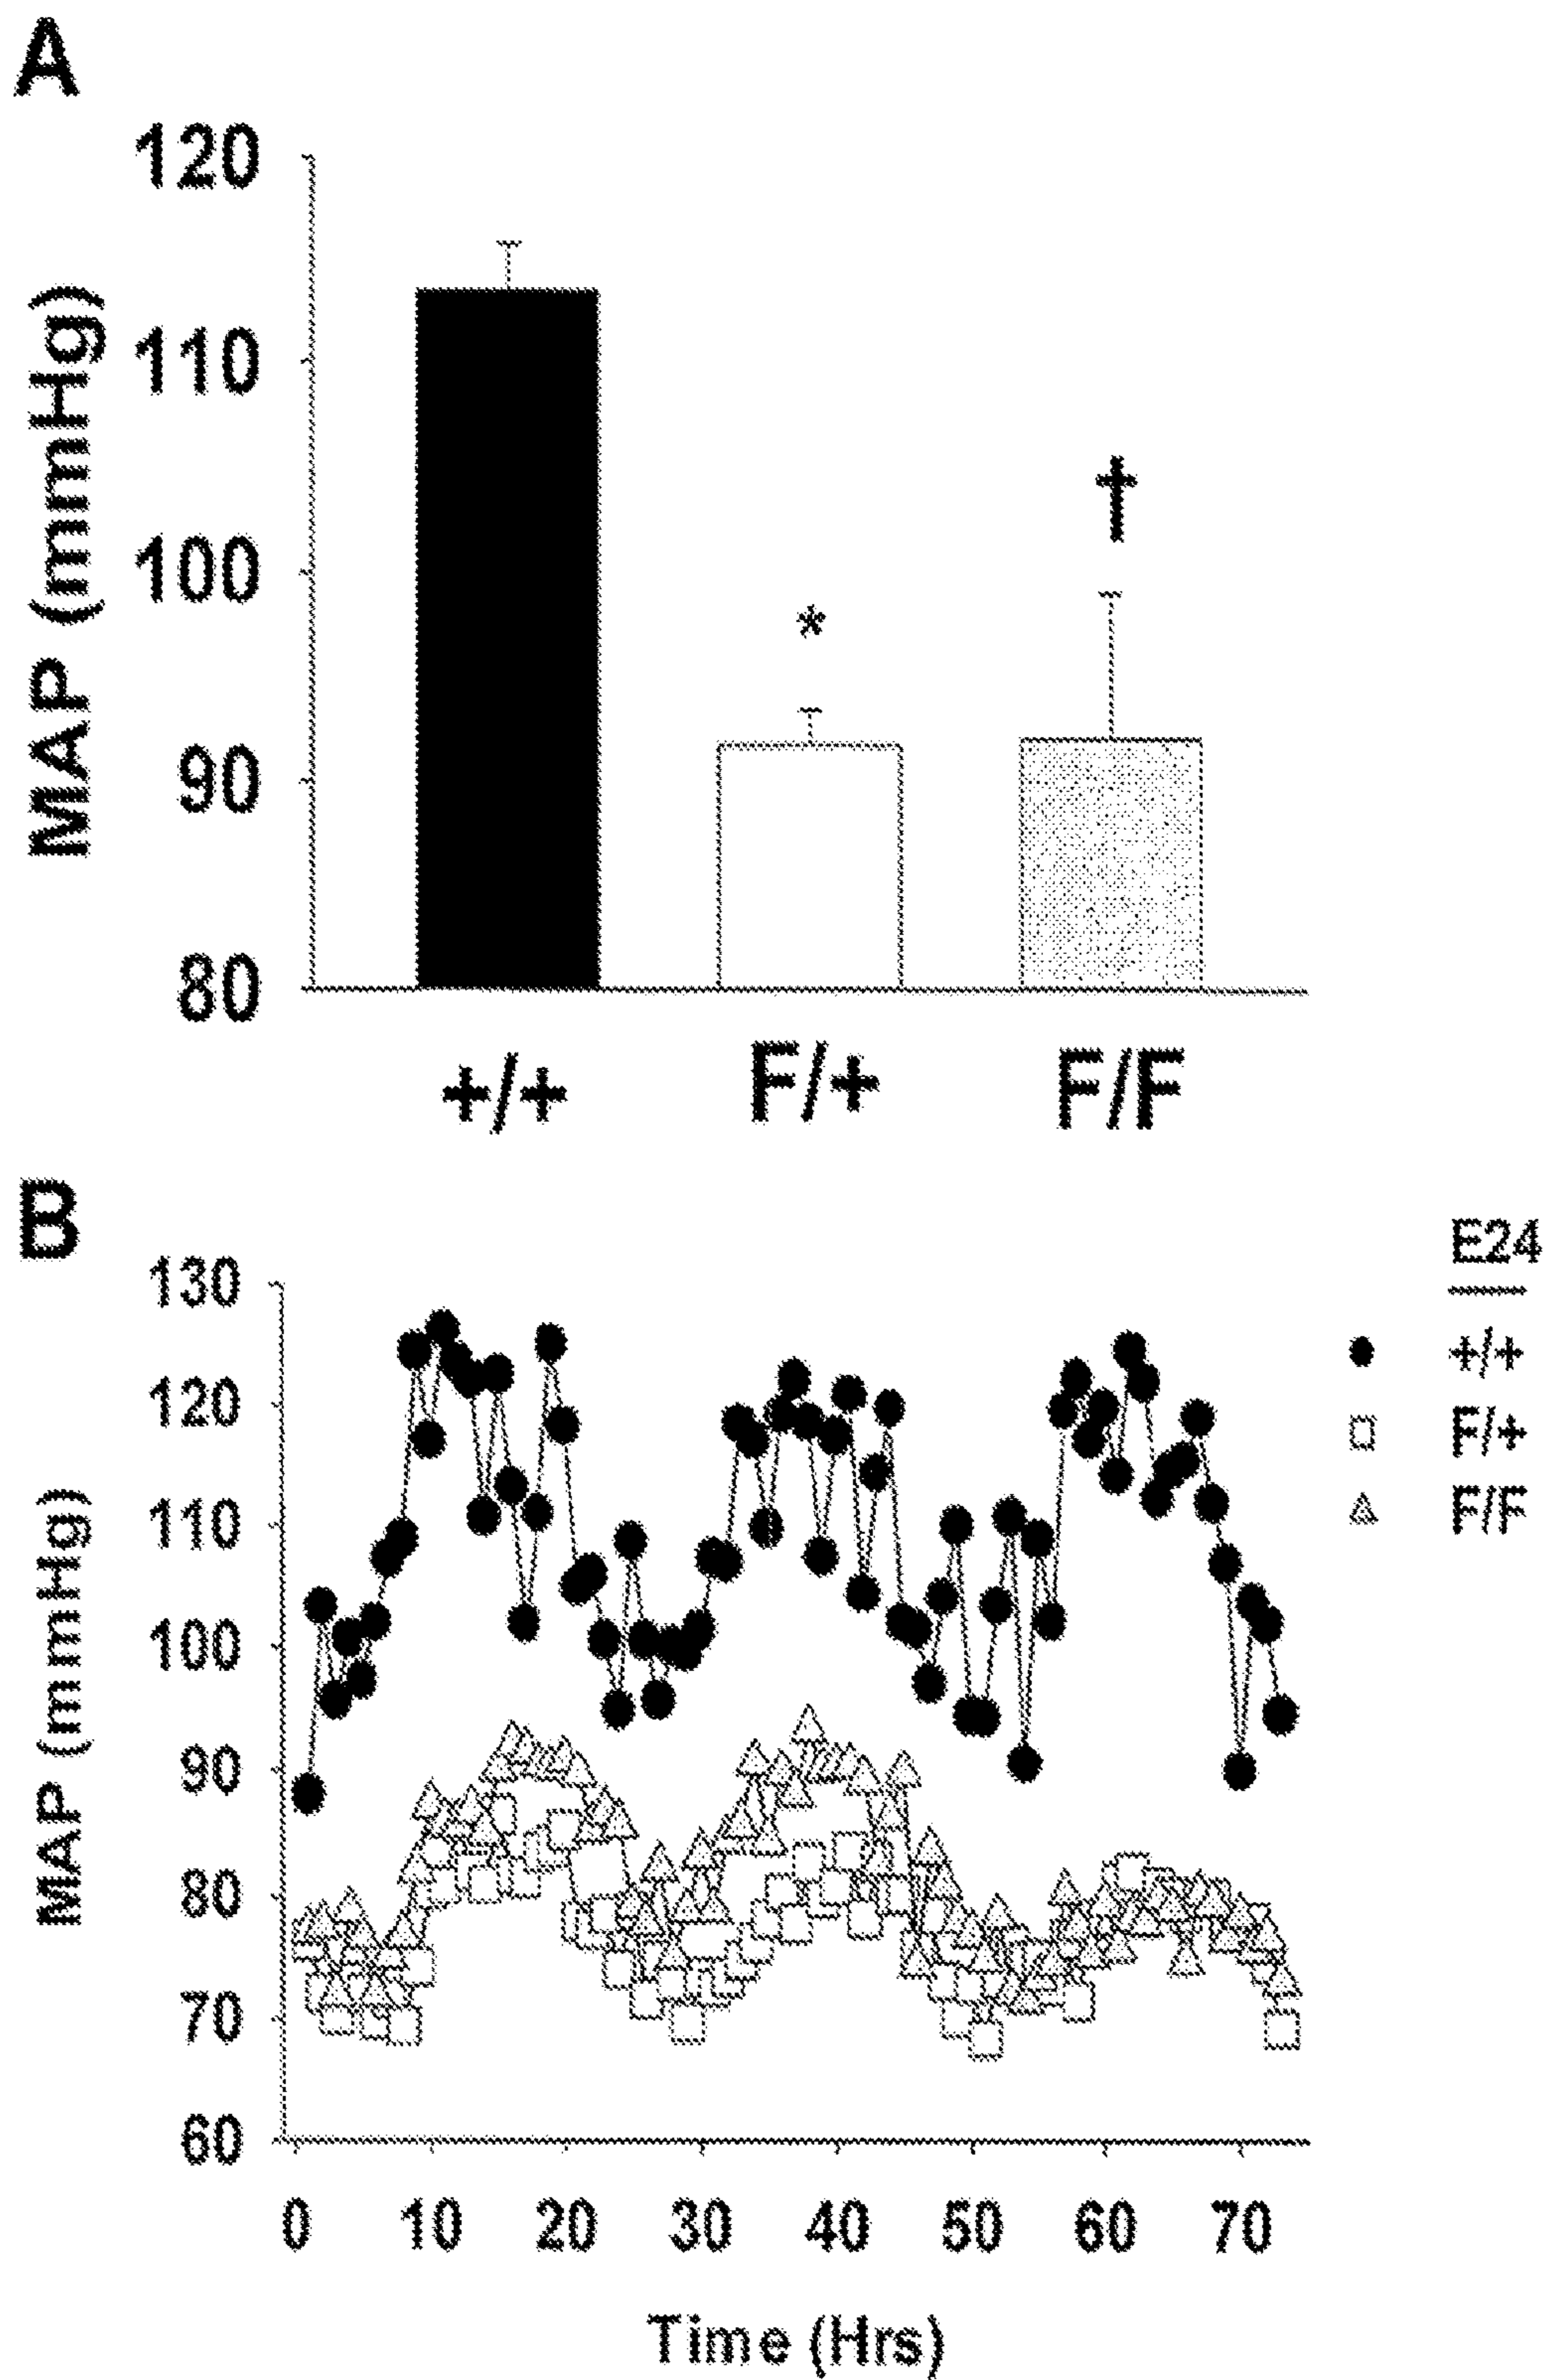 A
120
110
100
90
80
MAP (mmHg)
*
†
+/+ F/+ F/F
B
130
120
110
100
90
80
70
60
MAP (mmHg)
E24
+/+
F/+
F/F
0 10 20 30 40 50 60 70
Time (Hrs)